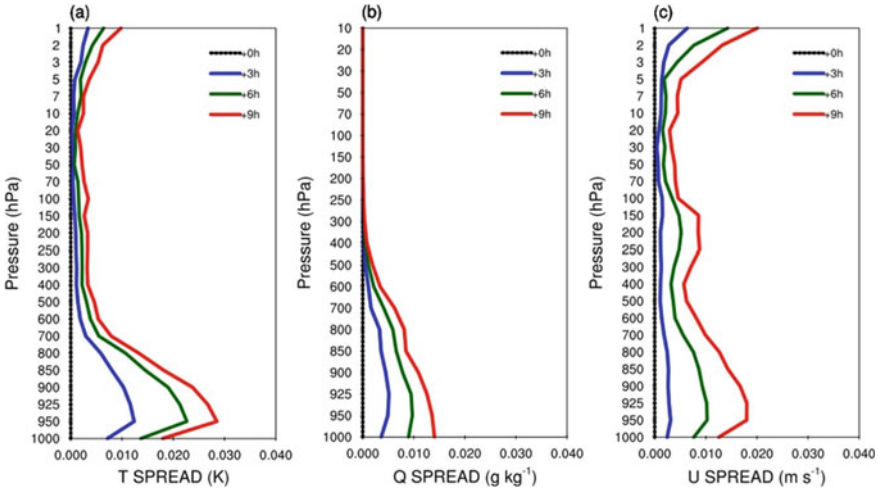 (a)
Pressure (hPa)
1
2
3
5
7
10
20
30
50
70
100
150
200
250
300
400
500
600
700
800
850
900
925
950
1000
+0h
+3h
+6h
+9h
0.000 0.010 0.020 0.030 0.040
T SPREAD (K)
(b)
Pressure (hPa)
10
20
30
50
70
100
150
200
250
300
400
500
600
700
800
850
900
925
950
1000
+0h
+3h
+6h
+9h
0.000 0.010 0.020 0.030 0.040
Q SPREAD (g kg⁻¹)
(c)
Pressure (hPa)
1
2
3
5
7
10
20
30
50
70
100
150
200
250
300
400
500
600
700
800
850
900
925
950
1000
+0h
+3h
+6h
+9h
0.000 0.010 0.020 0.030 0.040
U SPREAD (m s⁻¹)